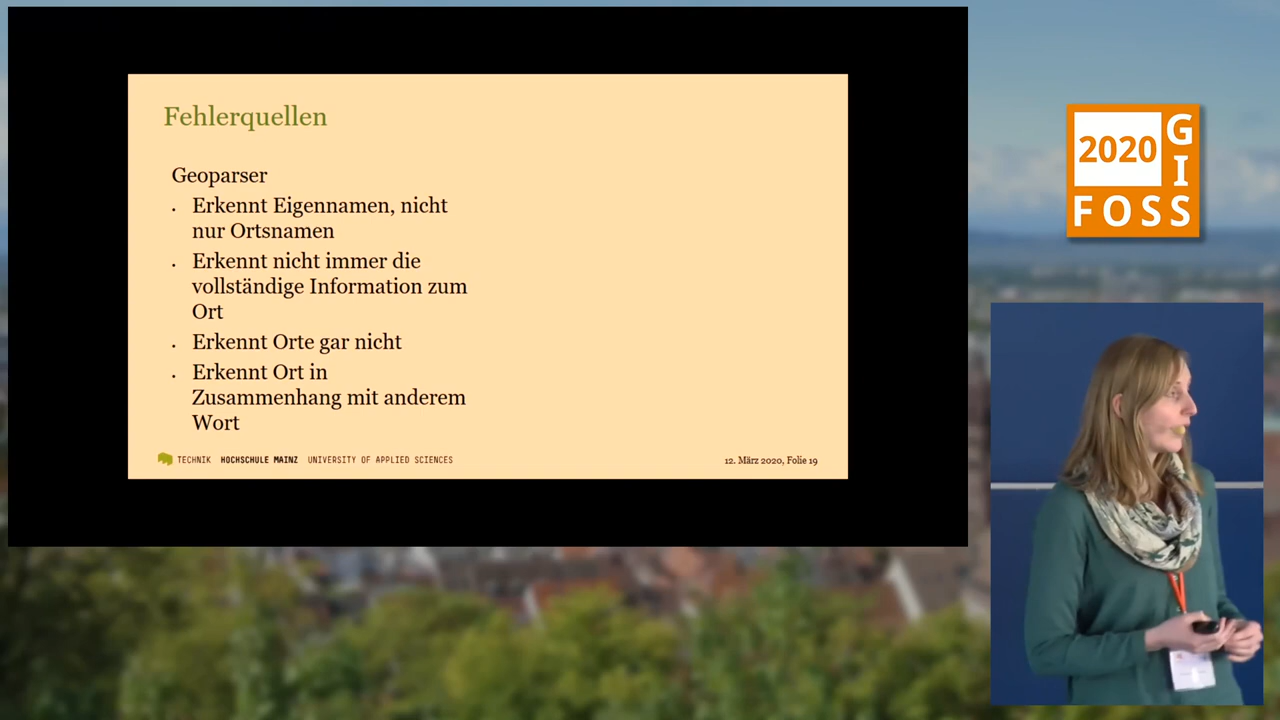 Fehlerquellen
Geoparser
. Erkennt Eigennamen, nicht
nur Ortsnamen
. Erkennt nicht immer die
vollständige Information zum
Ort
. Erkennt Orte gar nicht
. Erkennt Ort in
Zusammenhang mit anderem
Wort
TECHNIK HOCHSCHULE MAINZ UNIVERSITY OF APPLIED SCIENCES
12. März 2020, Folie 19
2020 GIS
FOSS